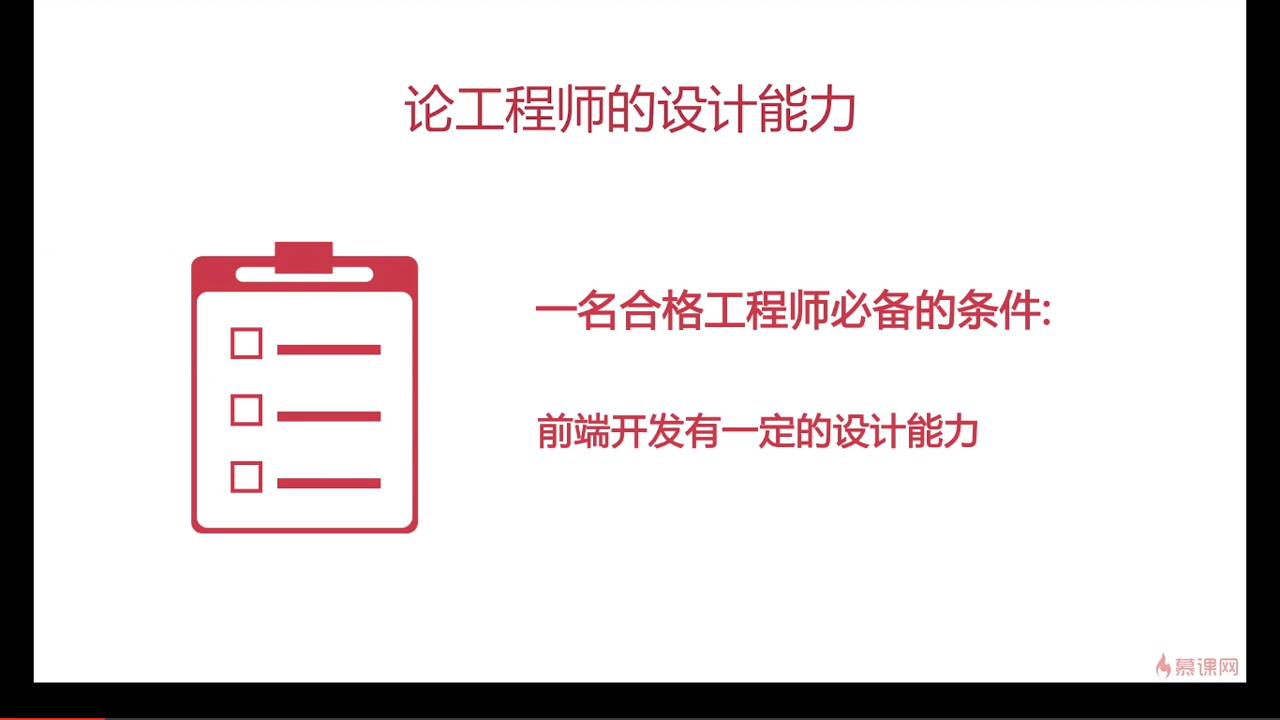 论工程师的设计能力
一名合格工程师必备的条件:
前端开发有一定的设计能力
慕课网